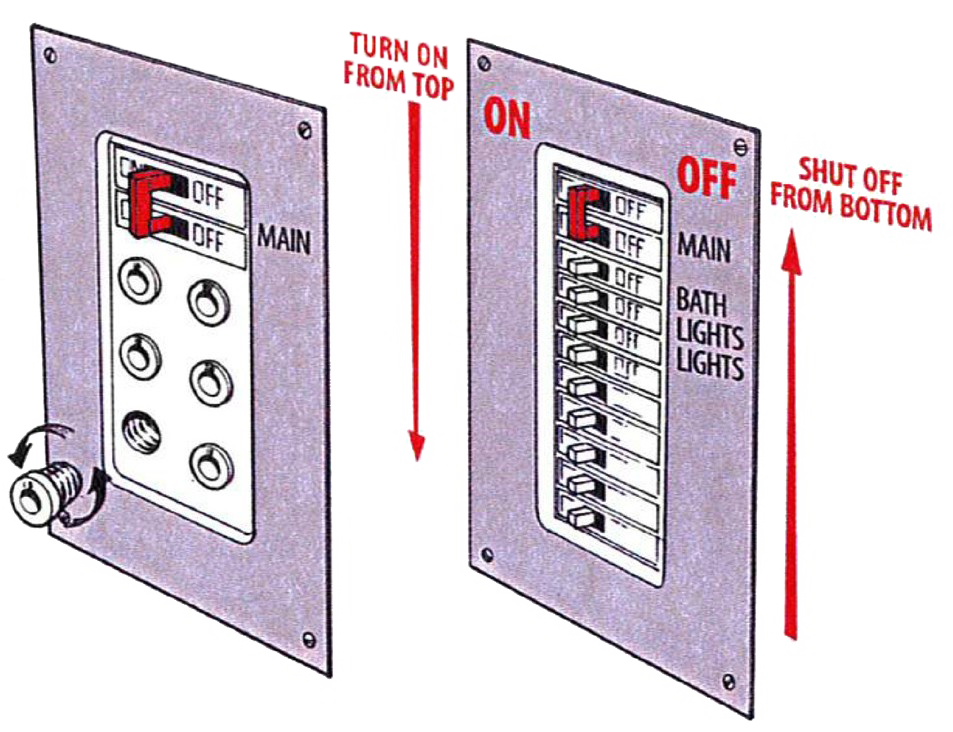 TURN ON
FROM TOP
OFF
OFF
MAIN
ON
OFF
SHUT OFF
FROM BOTTOM
OFF
OFF
MAIN
OFF
OFF
BATH
OFF
LIGHTS
OFF
LIGHTS